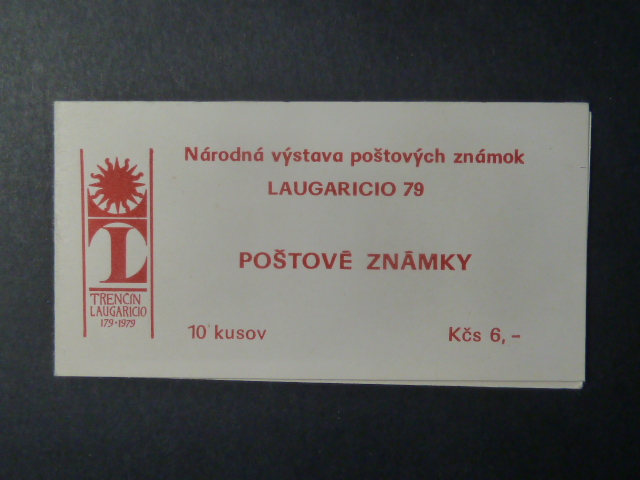 Národná výstava poštových známok
LAUGARICIO 79
POŠTOVÉ ZNÁMKY
L
TRENČÍN
LAUGARICIO
179-1979
10 kusov
Kčs 6,-